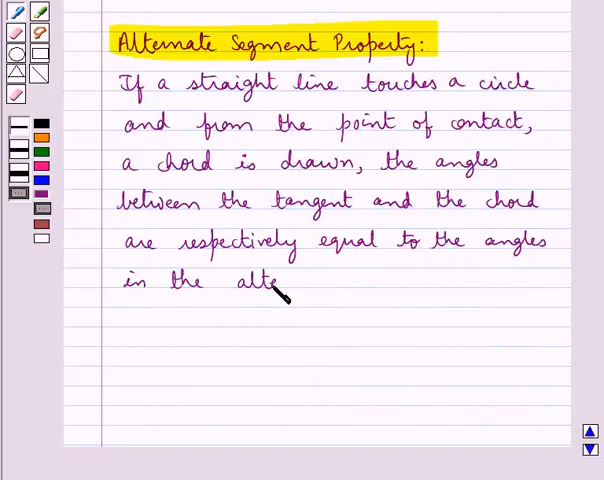 Alternate Segment Property:
If a straight line touches a circle
and from the point of contact,
a chord is drawn, the angles
between the tangent and the chord
are respectively equal to the angles
in the alte